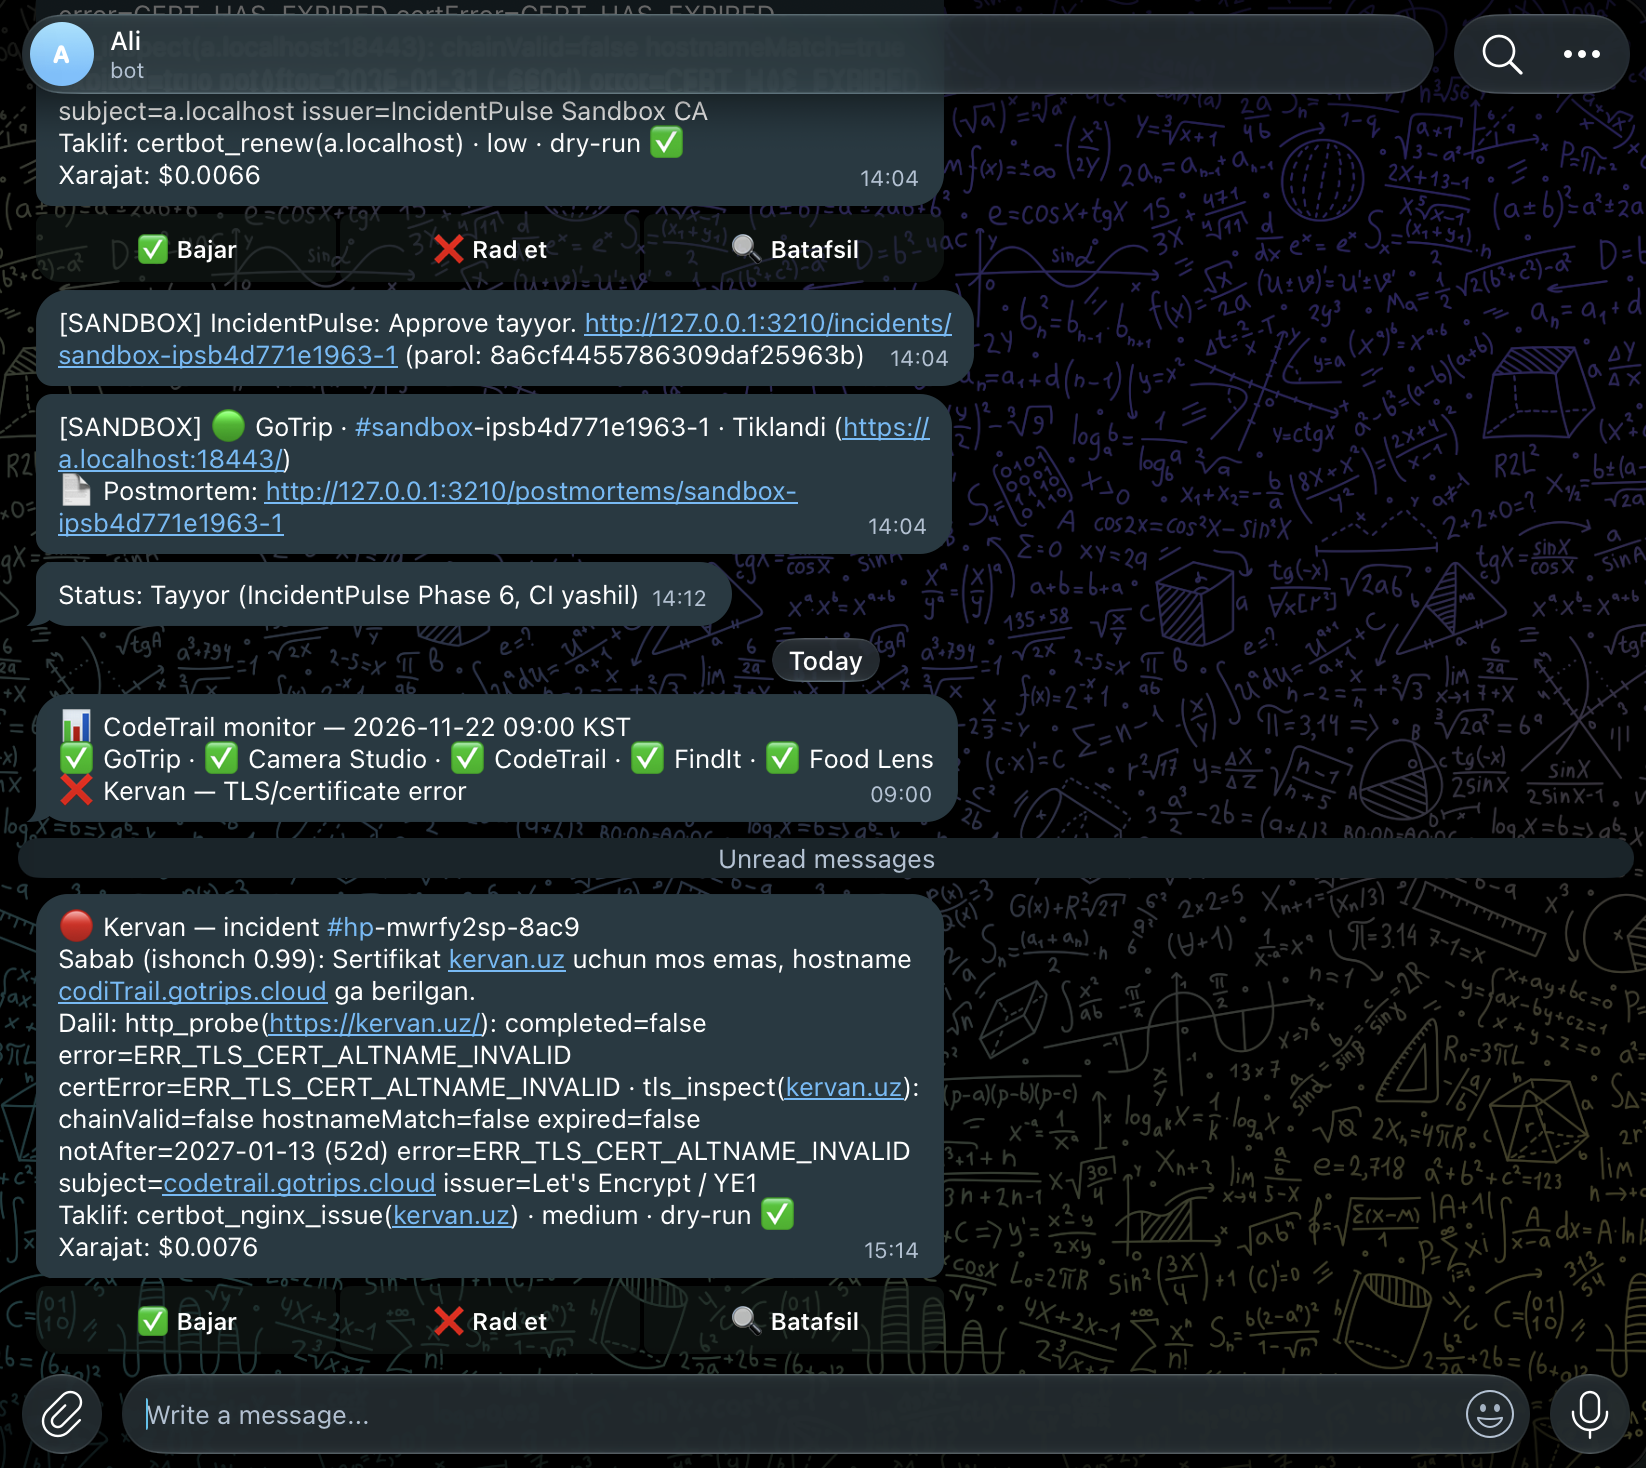 Ali
bot
subject=a.localhost issuer=IncidentPulse Sandbox CA
Taklif: certbot_renew(a.localhost) · low · dry-run ✅
Xarajat: $0.0066
14:04
✅ Bajar
❌ Rad et
🔍 Batafsil
[SANDBOX] IncidentPulse: Approve tayyor. http://127.0.0.1:3210/incidents/
sandbox-ipsb4d771e1963-1 (parol: 8a6cf4455786309daf25963b) 14:04
[SANDBOX] 🟢 GoTrip · #sandbox-ipsb4d771e1963-1 · Tiklandi (https://
a.localhost:18443/)
📄 Postmortem: http://127.0.0.1:3210/postmortems/sandbox-
ipsb4d771e1963-1
14:04
Status: Tayyor (IncidentPulse Phase 6, CI yashil) 14:12
Today
📊 CodeTrail monitor — 2026-11-22 09:00 KST
✅ GoTrip · ✅ Camera Studio · ✅ CodeTrail · ✅ FindIt · ✅ Food Lens
❌ Kervan — TLS/certificate error
09:00
Unread messages
🔴 Kervan — incident #hp-mwrfy2sp-8ac9
Sabab (ishonch 0.99): Sertifikat kervan.uz uchun mos emas, hostname
codiTrail.gotrips.cloud ga berilgan.
Dalil: http_probe(https://kervan.uz/): completed=false
error=ERR_TLS_CERT_ALTNAME_INVALID
certError=ERR_TLS_CERT_ALTNAME_INVALID · tls_inspect(kervan.uz):
chainValid=false hostnameMatch=false expired=false
notAfter=2027-01-13 (52d) error=ERR_TLS_CERT_ALTNAME_INVALID
subject=codetrail.gotrips.cloud issuer=Let's Encrypt / YE1
Taklif: certbot_nginx_issue(kervan.uz) · medium · dry-run ✅
Xarajat: $0.0076
15:14
✅ Bajar
❌ Rad et
🔍 Batafsil
Write a message...